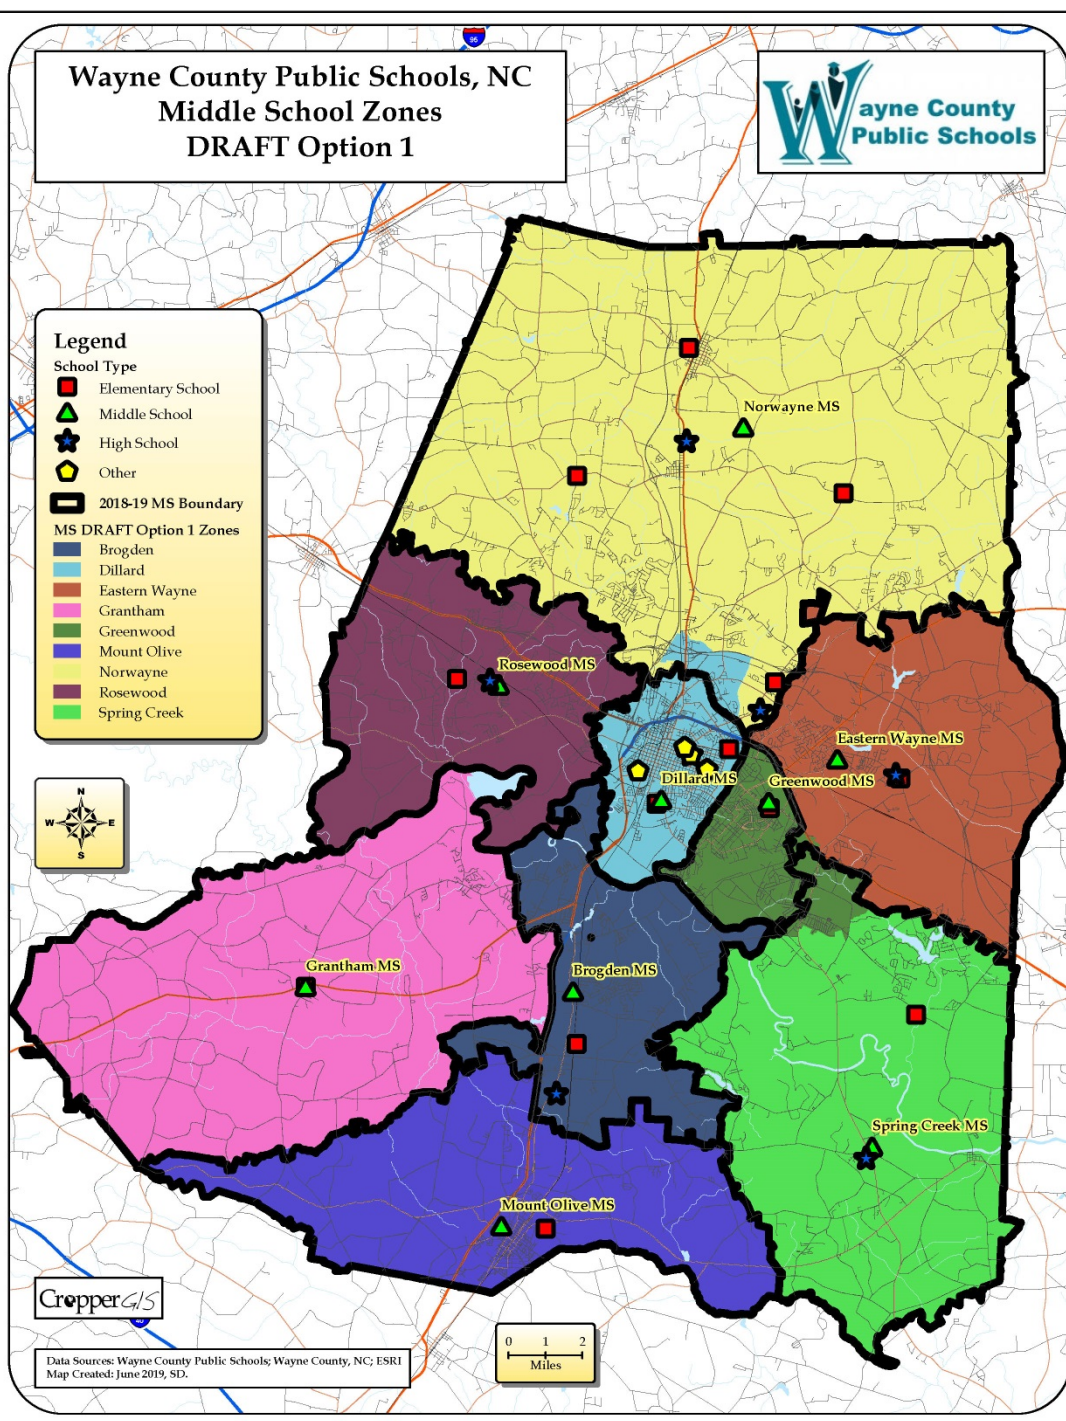 95
Wayne County Public Schools, NC
Middle School Zones
DRAFT Option 1
Wayne County
Public Schools
Legend
School Type
Elementary School
Middle School
High School
Other
2018-19 MS Boundary
MS DRAFT Option 1 Zones
Brogden
Dillard
Eastern Wayne
Grantham
Greenwood
Mount Olive
Norwayne
Rosewood
Spring Creek
N
W E
S
Norwayne MS
Rosewood MS
Eastern Wayne MS
Dillard MS
Greenwood MS
Grantham MS
Brogden MS
Spring Creek MS
Mount Olive MS
CropperGIS
40
Data Sources: Wayne County Public Schools; Wayne County, NC; ESRI
Map Created: June 2019, SD.
0 1 2
Miles